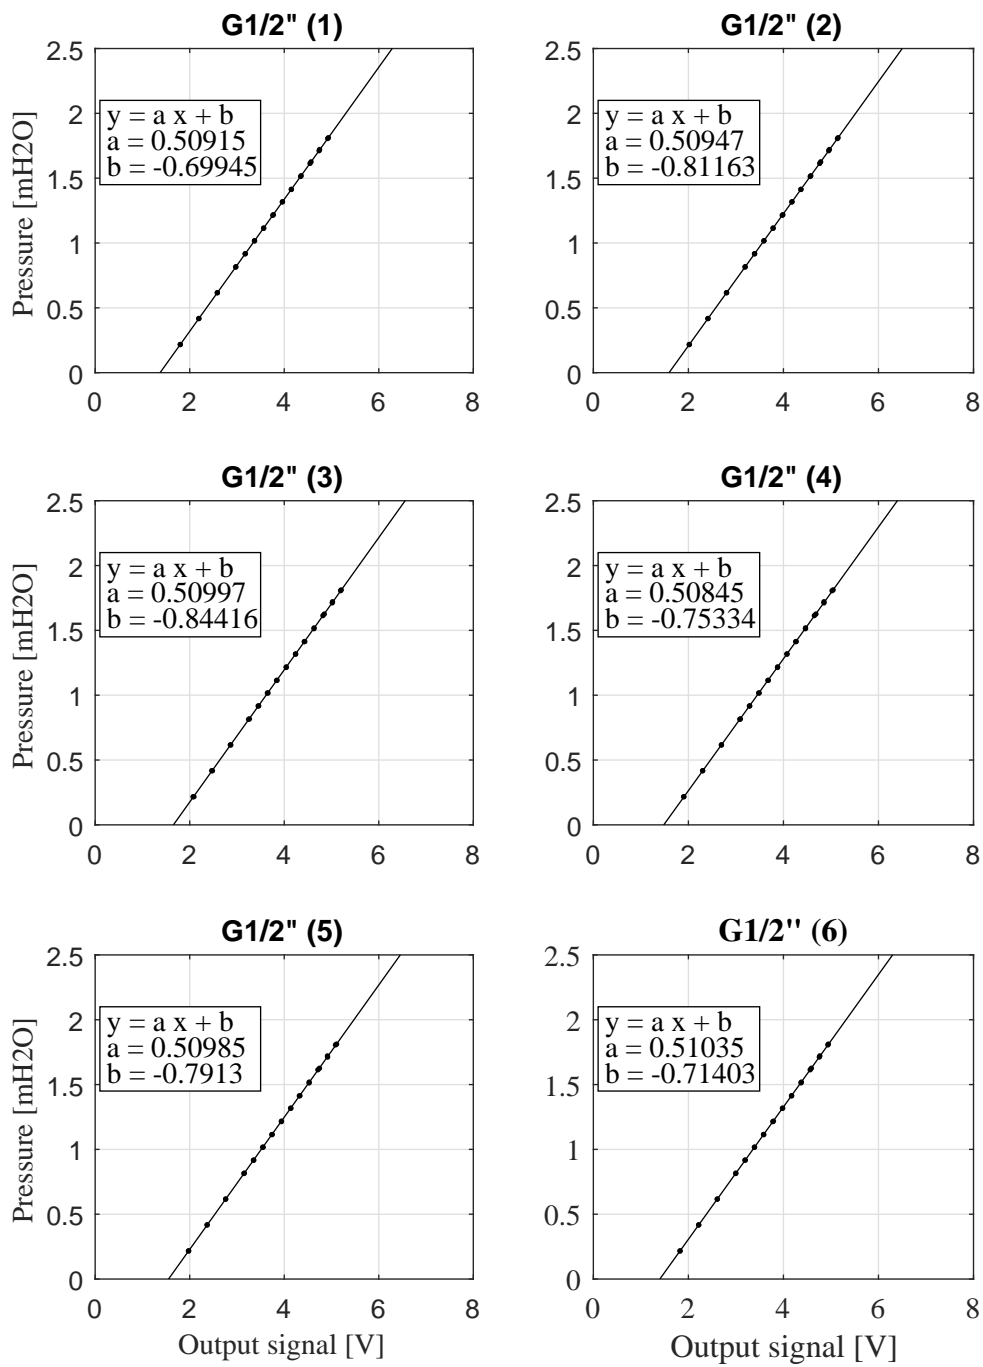 G1/2" (1)
2.5
2
1.5
1
0.5
0
0 2 4 6 8
Pressure [mH2O]
y = a x + b
a = 0.50915
b = -0.69945
G1/2" (2)
2.5
2
1.5
1
0.5
0
0 2 4 6 8
y = a x + b
a = 0.50947
b = -0.81163
G1/2" (3)
2.5
2
1.5
1
0.5
0
0 2 4 6 8
Pressure [mH2O]
y = a x + b
a = 0.50997
b = -0.84416
G1/2" (4)
2.5
2
1.5
1
0.5
0
0 2 4 6 8
y = a x + b
a = 0.50845
b = -0.75334
G1/2" (5)
2.5
2
1.5
1
0.5
0
0 2 4 6 8
Pressure [mH2O]
Output signal [V]
y = a x + b
a = 0.50985
b = -0.7913
G1/2'' (6)
2.5
2
1.5
1
0.5
0
0 2 4 6 8
Output signal [V]
y = a x + b
a = 0.51035
b = -0.71403